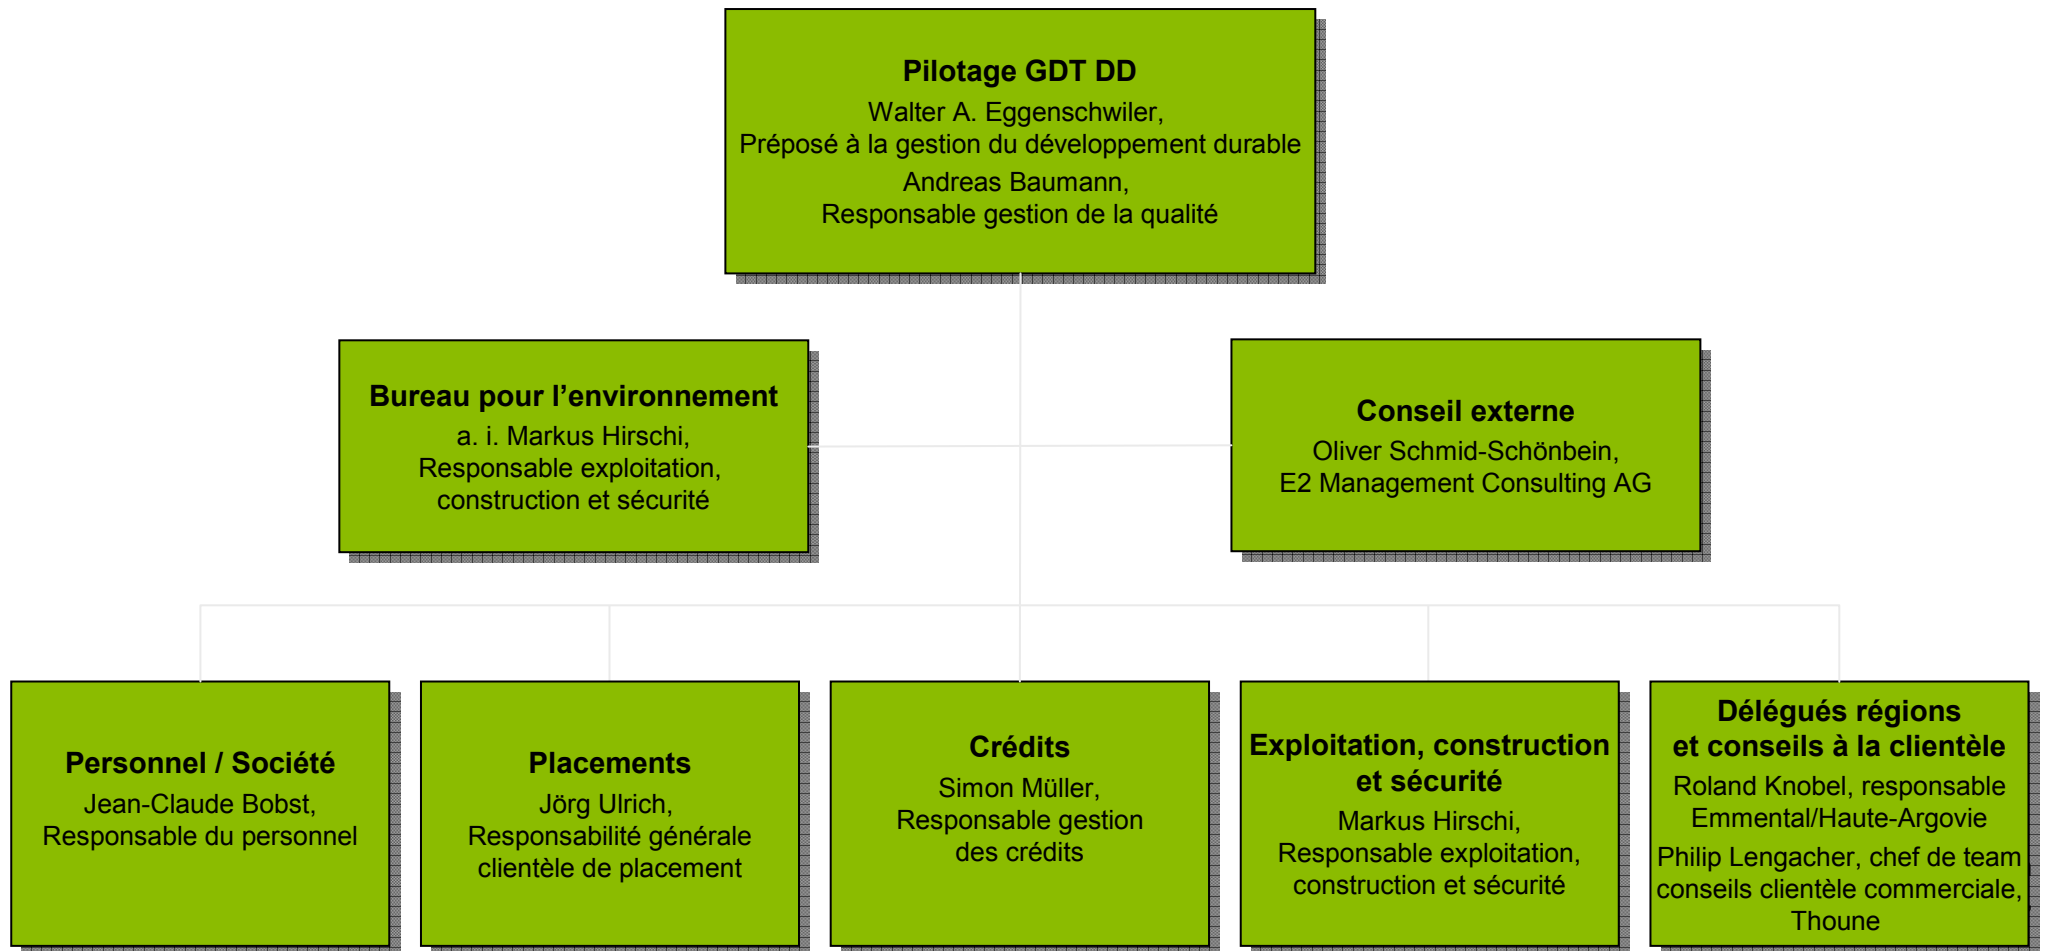 Pilotage GDT DD
Walter A. Eggenschwiler,
Préposé à la gestion du développement durable
Andreas Baumann,
Responsable gestion de la qualité
Bureau pour l’environnement
a. i. Markus Hirschi,
Responsable exploitation,
construction et sécurité
Conseil externe
Oliver Schmid-Schönbein,
E2 Management Consulting AG
Personnel / Société
Jean-Claude Bobst,
Responsable du personnel
Placements
Jörg Ulrich,
Responsabilité générale
clientèle de placement
Crédits
Simon Müller,
Responsable gestion
des crédits
Exploitation, construction
et sécurité
Markus Hirschi,
Responsable exploitation,
construction et sécurité
Délégués régions
et conseils à la clientèle
Roland Knobel, responsable
Emmental/Haute-Argovie
Philip Lengacher, chef de team
conseils clientèle commerciale,
Thoune